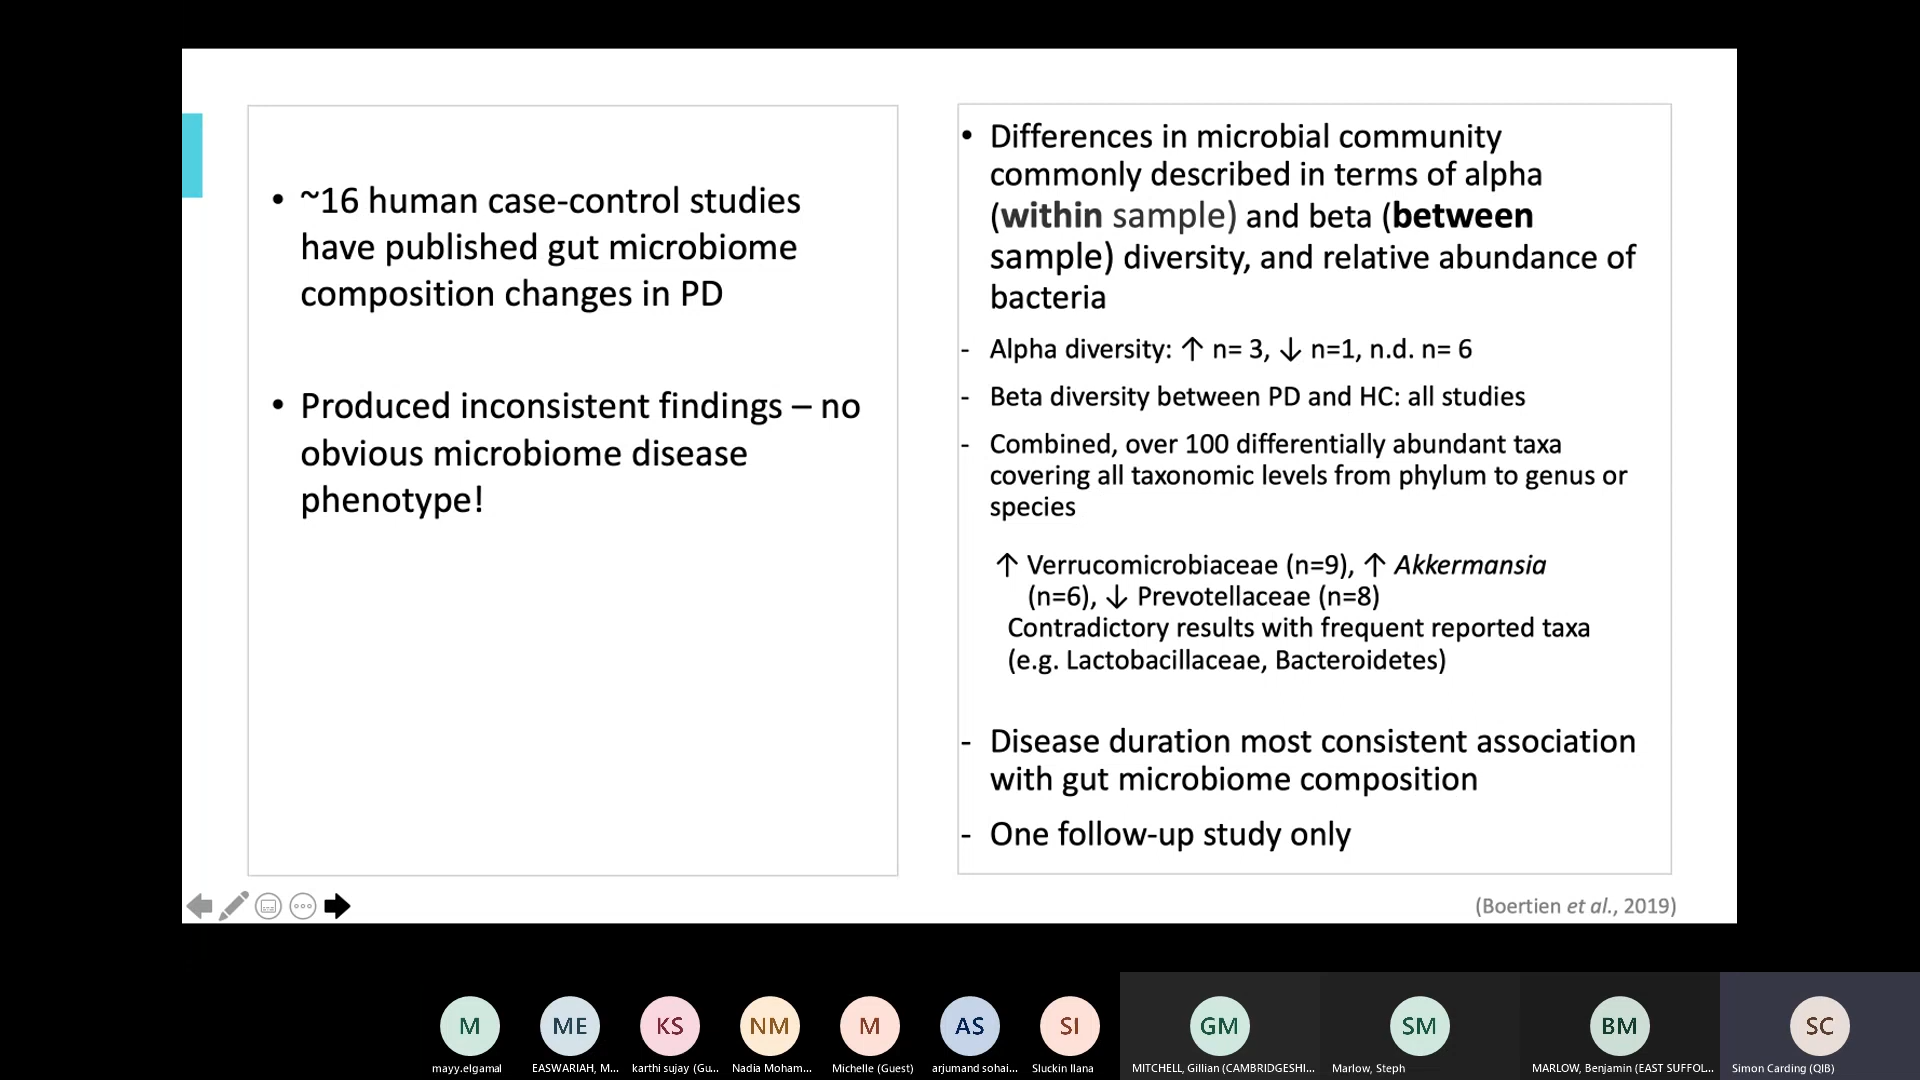 • ~16 human case-control studies
have published gut microbiome
composition changes in PD
• Produced inconsistent findings – no
obvious microbiome disease
phenotype!
• Differences in microbial community
commonly described in terms of alpha
(within sample) and beta (between
sample) diversity, and relative abundance of
bacteria
- Alpha diversity: ↑ n= 3, ↓ n=1, n.d. n= 6
- Beta diversity between PD and HC: all studies
- Combined, over 100 differentially abundant taxa
covering all taxonomic levels from phylum to genus or
species
↑ Verrucomicrobiaceae (n=9), ↑ Akkermansia
(n=6), ↓ Prevotellaceae (n=8)
Contradictory results with frequent reported taxa
(e.g. Lactobacillaceae, Bacteroidetes)
- Disease duration most consistent association
with gut microbiome composition
- One follow-up study only
(Boertien et al., 2019)
M ME KS NM M AS SI GM SM BM SC
mayy.elgamal EASWARIAH, M... karthi sujay (Gu... Nadia Moham... Michelle (Guest) arjumand sohai... Sluckin Ilana MITCHELL, Gillian (CAMBRIDGESHI... Marlow, Steph MARLOW, Benjamin (EAST SUFFOL... Simon Carding (QIB)